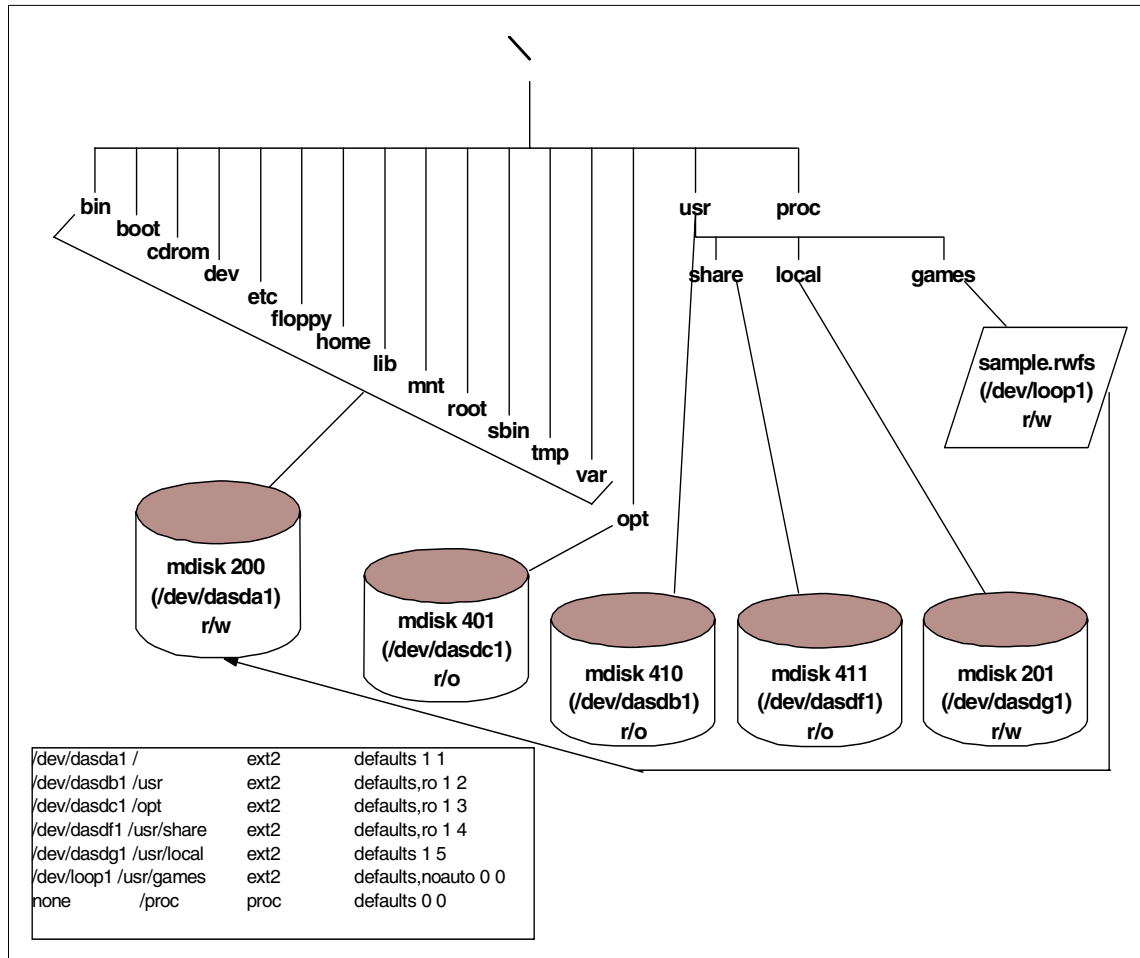 \
bin
boot
cdrom
dev
etc
floppy
home
lib
mnt
root
sbin
tmp
var
opt
usr
proc
share
local
games
sample.rwfs
(/dev/loop1)
r/w
mdisk 200
(/dev/dasda1)
r/w
mdisk 401
(/dev/dasdc1)
r/o
mdisk 410
(/dev/dasdb1)
r/o
mdisk 411
(/dev/dasdf1)
r/o
mdisk 201
(/dev/dasdg1)
r/w
/dev/dasda1 / ext2 defaults 1 1
/dev/dasdb1 /usr ext2 defaults,ro 1 2
/dev/dasdc1 /opt ext2 defaults,ro 1 3
/dev/dasdf1 /usr/share ext2 defaults,ro 1 4
/dev/dasdg1 /usr/local ext2 defaults 1 5
/dev/loop1 /usr/games ext2 defaults,noauto 0 0
none /proc proc defaults 0 0